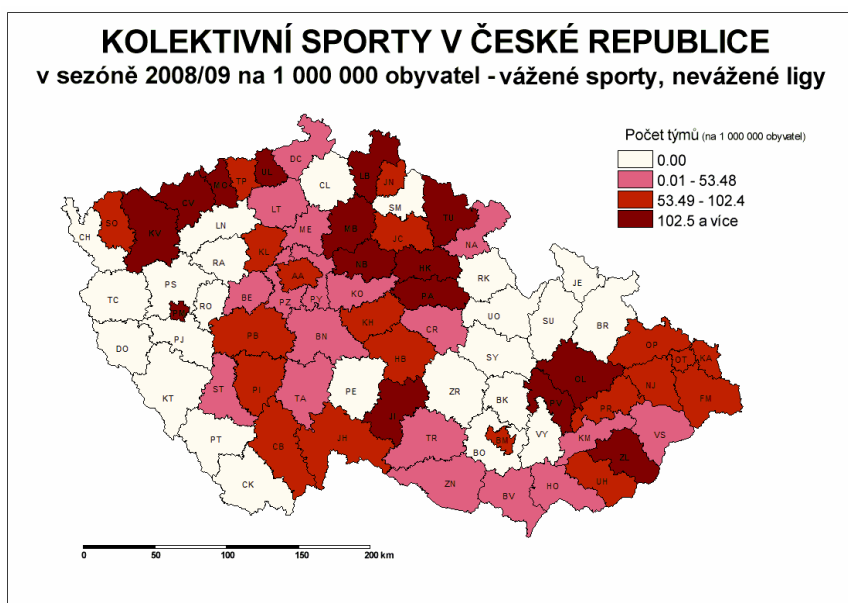 KOLEKTIVNÍ SPORTY V ČESKÉ REPUBLICE
v sezóně 2008/09 na 1 000 000 obyvatel - vážené sporty, nevážené ligy
Počet týmů (na 1 000 000 obyvatel)
0.00
0.01 - 53.48
53.49 - 102.4
102.5 a více
DC
UL
TP
MO
CV
CL
LB
JN
SM
TU
NA
LT
SO
KV
CH
LN
ME
MB
JC
RA
KL
AA
NB
HK
RK
JE
TC
PS
RO
BE
PZ
PY
KO
PA
PM
UO
SU
BR
DO
PJ
PB
BN
KH
CR
HB
SY
OL
OP
OT
KA
KT
ST
PI
TA
PE
JI
ZR
BK
PV
PR
NJ
FM
PT
CB
JH
TR
BO
BM
VY
KM
VS
ZL
CK
ZN
BV
HO
UH
0 50 100 150 200 km